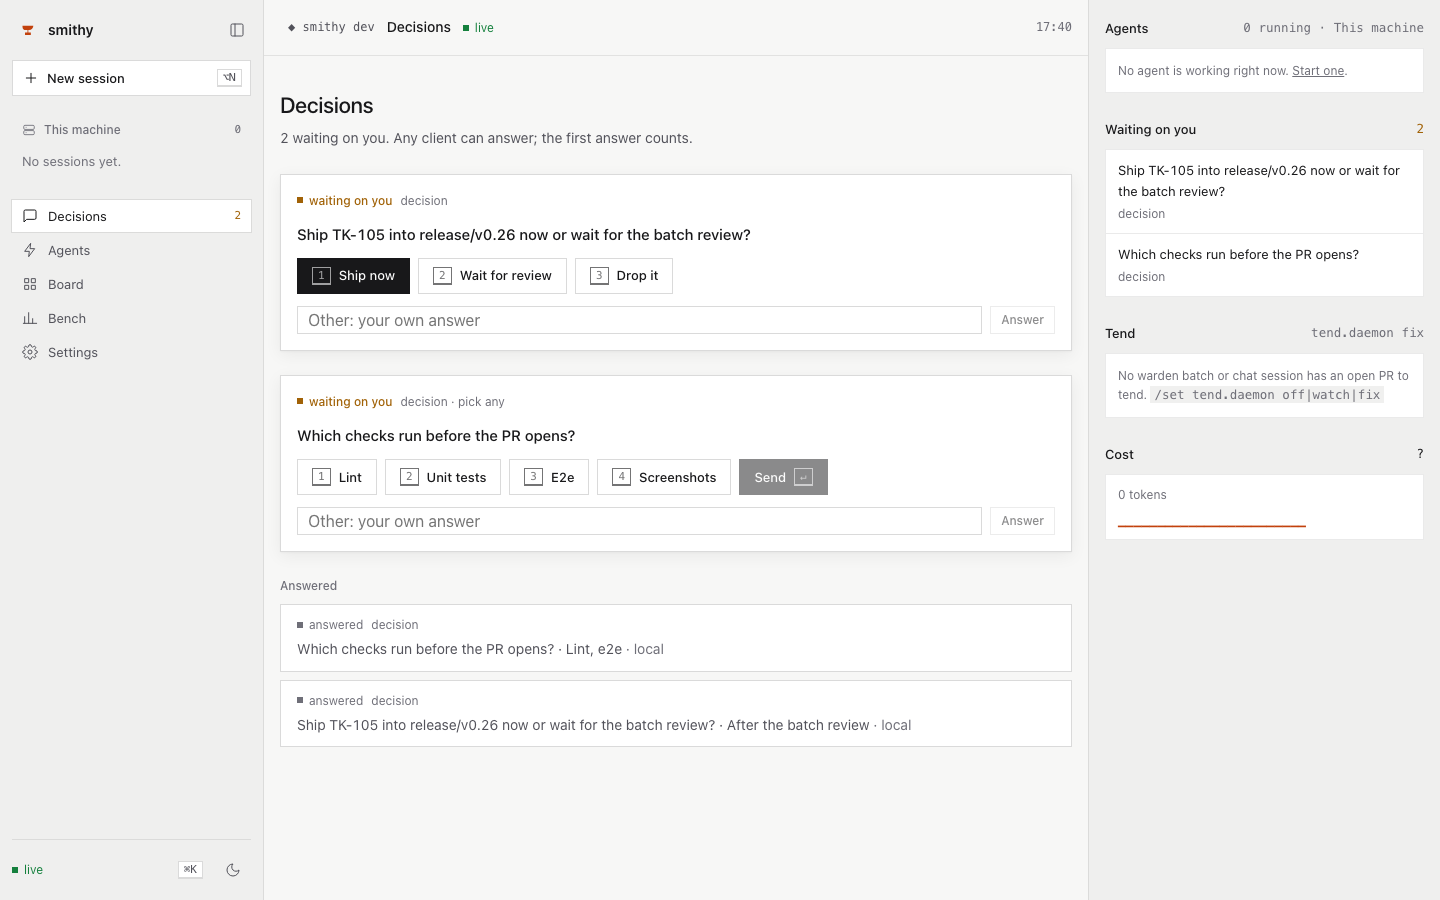 smithy
New session ⌥N
This machine 0
No sessions yet.
Decisions 2
Agents
Board
Bench
Settings
live ⌘K
◆ smithy dev Decisions live 17:40
Decisions
2 waiting on you. Any client can answer; the first answer counts.
waiting on you decision
Ship TK-105 into release/v0.26 now or wait for the batch review?
1 Ship now 2 Wait for review 3 Drop it
Other: your own answer Answer
waiting on you decision · pick any
Which checks run before the PR opens?
1 Lint 2 Unit tests 3 E2e 4 Screenshots Send ↵
Other: your own answer Answer
Answered
answered decision
Which checks run before the PR opens? · Lint, e2e · local
answered decision
Ship TK-105 into release/v0.26 now or wait for the batch review? · After the batch review · local
Agents 0 running · This machine
No agent is working right now. Start one.
Waiting on you 2
Ship TK-105 into release/v0.26 now or wait for
the batch review?
decision
Which checks run before the PR opens?
decision
Tend tend.daemon fix
No warden batch or chat session has an open PR to
tend. /set tend.daemon off|watch|fix
Cost ?
0 tokens